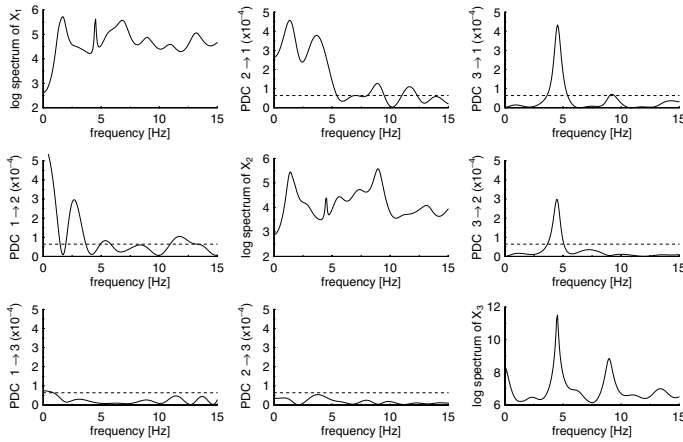 log spectrum of X1
6
5
4
3
2
0 5 10 15
frequency [Hz]
PDC 2 → 1 (x10⁻⁴)
5
4
3
2
1
0
0 5 10 15
frequency [Hz]
PDC 3 → 1 (x10⁻⁴)
5
4
3
2
1
0
0 5 10 15
frequency [Hz]
PDC 1 → 2 (x10⁻⁴)
5
4
3
2
1
0
0 5 10 15
frequency [Hz]
log spectrum of X2
6
5
4
3
2
0 5 10 15
frequency [Hz]
PDC 3 → 2 (x10⁻⁴)
5
4
3
2
1
0
0 5 10 15
frequency [Hz]
PDC 1 → 3 (x10⁻⁴)
5
4
3
2
1
0
0 5 10 15
frequency [Hz]
PDC 2 → 3 (x10⁻⁴)
5
4
3
2
1
0
0 5 10 15
frequency [Hz]
log spectrum of X3
12
10
8
6
0 5 10 15
frequency [Hz]